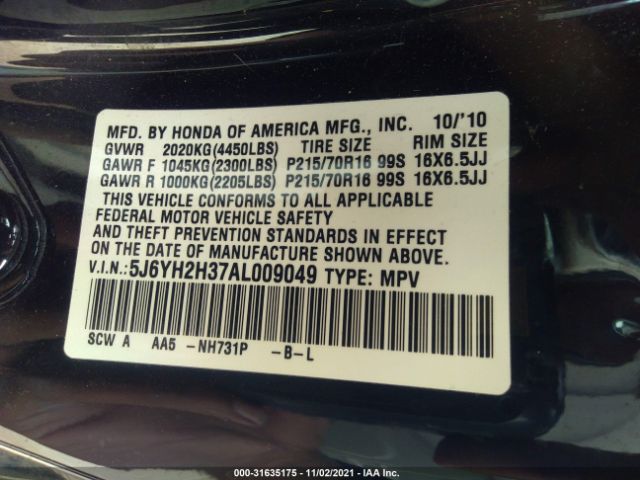 MFD. BY HONDA OF AMERICA MFG., INC. 10/'10
GVWR 2020KG(4450LBS) TIRE SIZE RIM SIZE
GAWR F 1045KG(2300LBS) P215/70R16 99S 16X6.5JJ
GAWR R 1000KG(2205LBS) P215/70R16 99S 16X6.5JJ
THIS VEHICLE CONFORMS TO ALL APPLICABLE
FEDERAL MOTOR VEHICLE SAFETY
AND THEFT PREVENTION STANDARDS IN EFFECT
ON THE DATE OF MANUFACTURE SHOWN ABOVE.
V.I.N.: 5J6YH2H37AL009049 TYPE: MPV
SCW A AA5 -NH731P -B-L
000-31635175 - 11/02/2021 - IAA Inc.